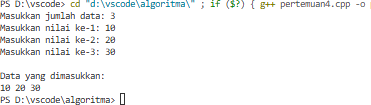 PS D:\vscode> cd "d:\vscode\algoritma\" ; if ($?) { g++ pertemuan4.cpp -o p
Masukkan jumlah data: 3
Masukkan nilai ke-1: 10
Masukkan nilai ke-2: 20
Masukkan nilai ke-3: 30
Data yang dimasukkan:
10 20 30
PS D:\vscode\algoritma>